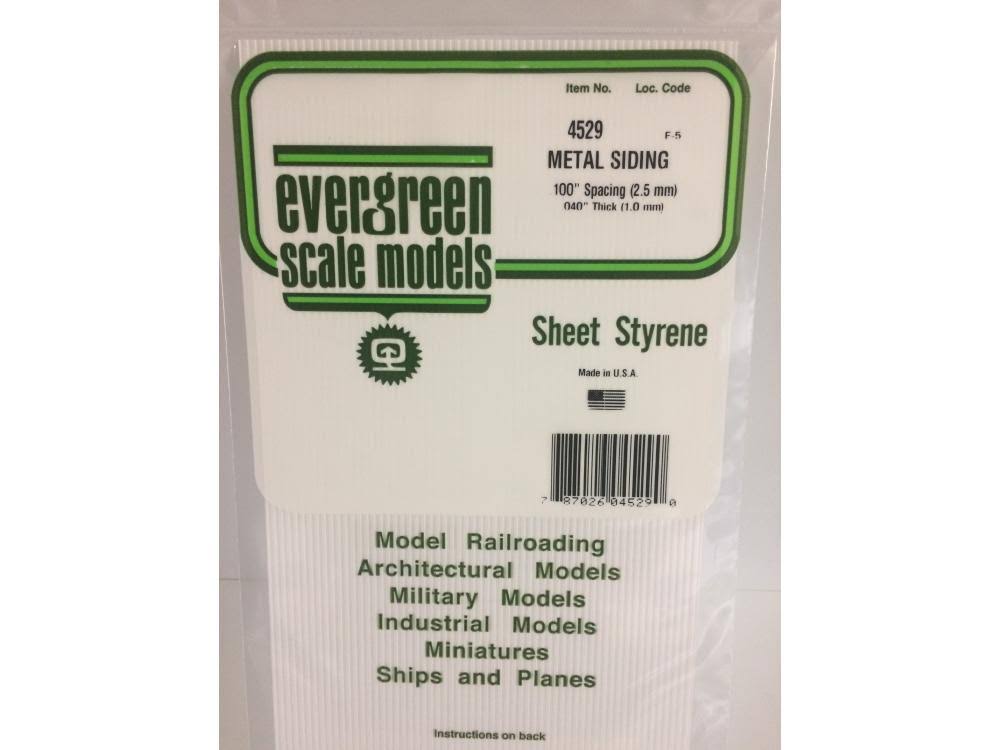 Item No. Loc. Code
4529 F-5
METAL SIDING
100" Spacing (2.5 mm)
040" Thick (1.0 mm)
evergreen
scale models
Sheet Styrene
Made in U.S.A.
7 87026 04529 0
Model Railroading
Architectural Models
Military Models
Industrial Models
Miniatures
Ships and Planes
Instructions on back